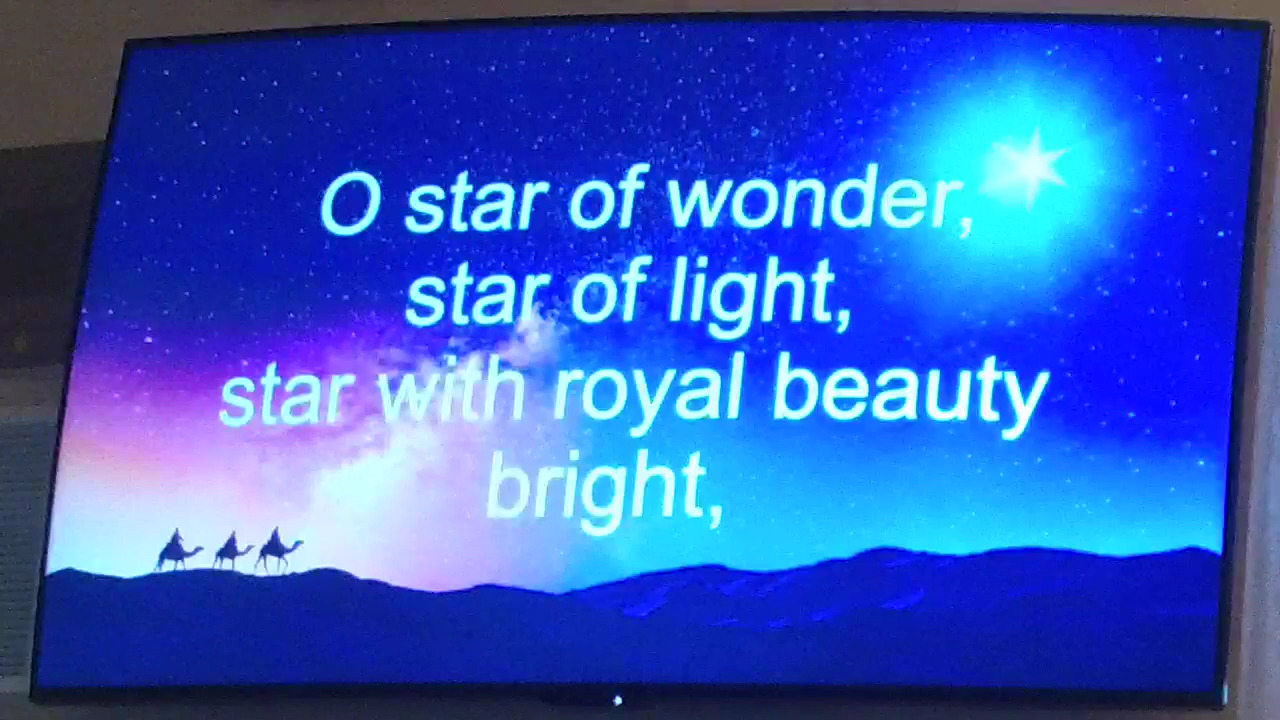 O star of wonder,
star of light,
star with royal beauty
bright,